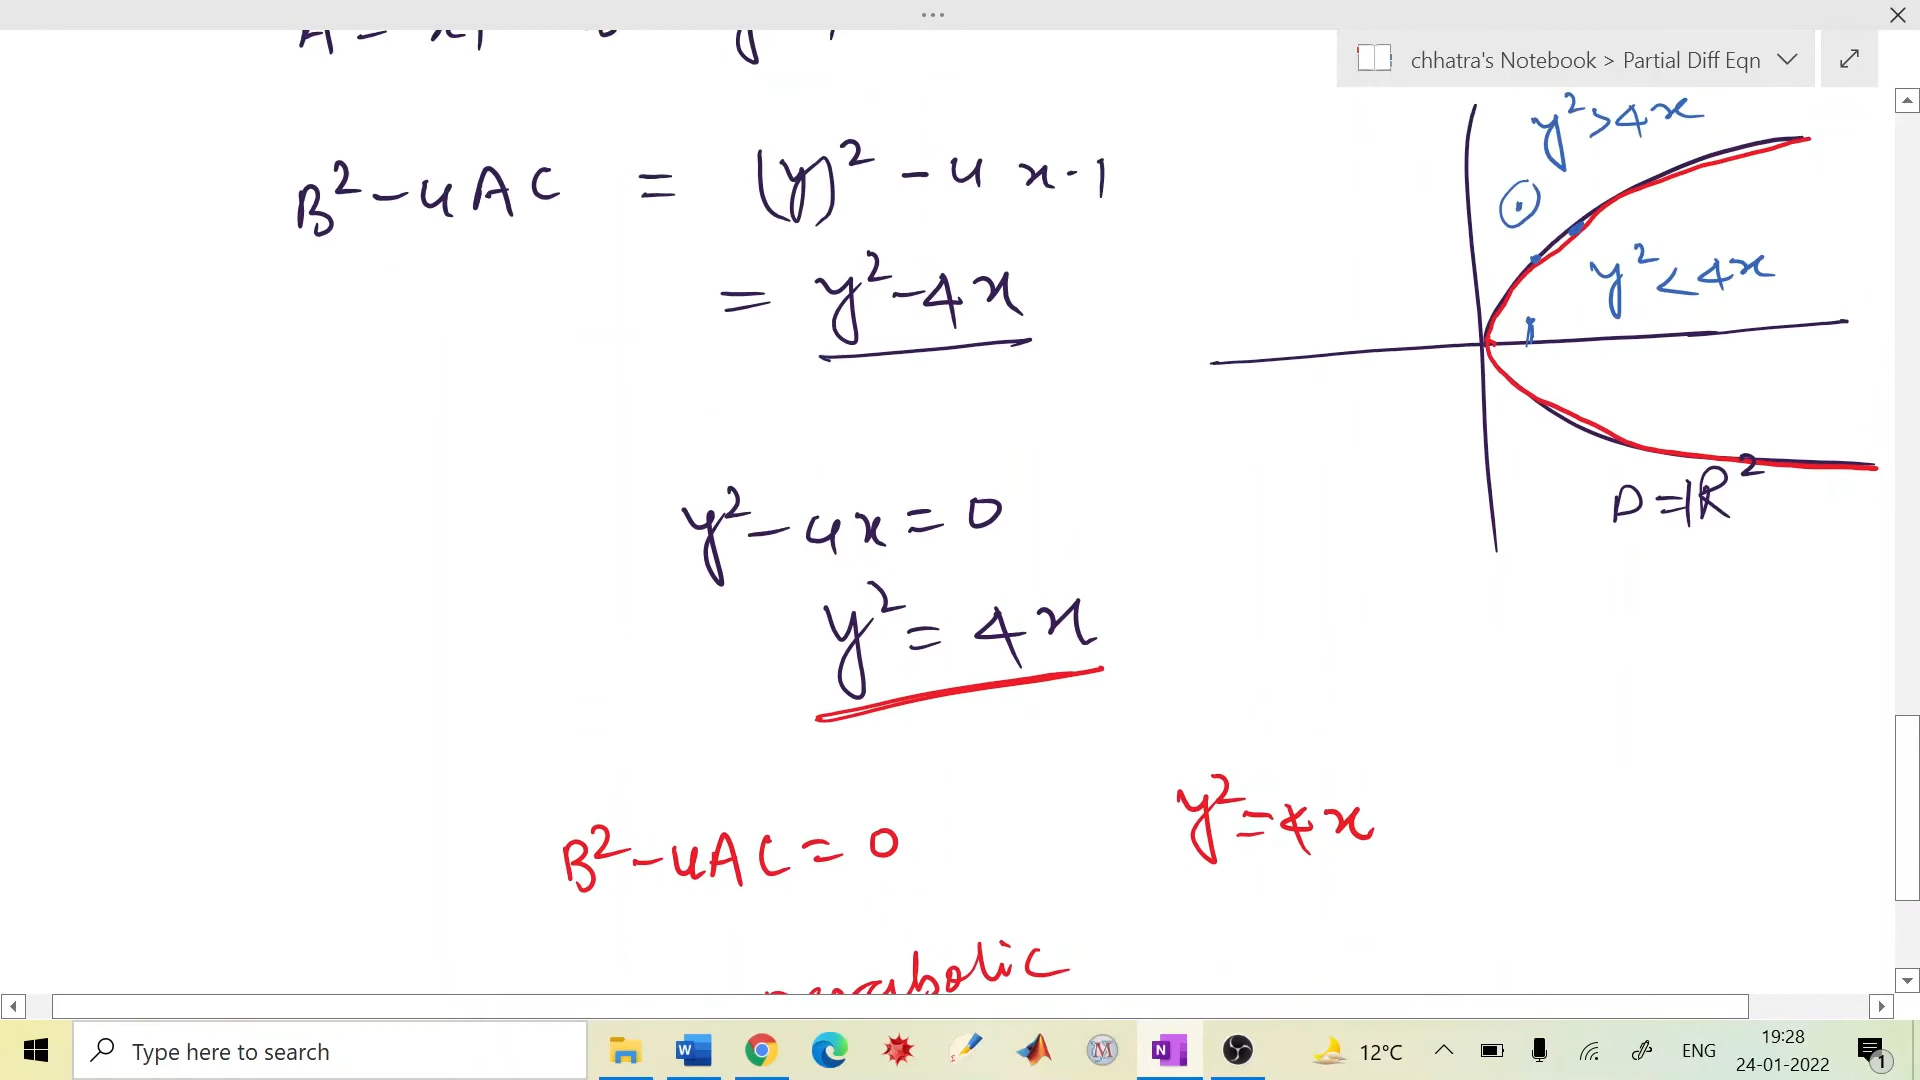 chhatra's Notebook > Partial Diff Eqn
y² > 4x
B² - 4AC = (y)² - 4 x·1
= y² - 4x
y² < 4x
y² - 4x = 0
D = ℝ²
y² = 4x
B² - 4AC = 0
y² = 4x
parabolic
Type here to search
12°C
ENG
19:28
24-01-2022
1